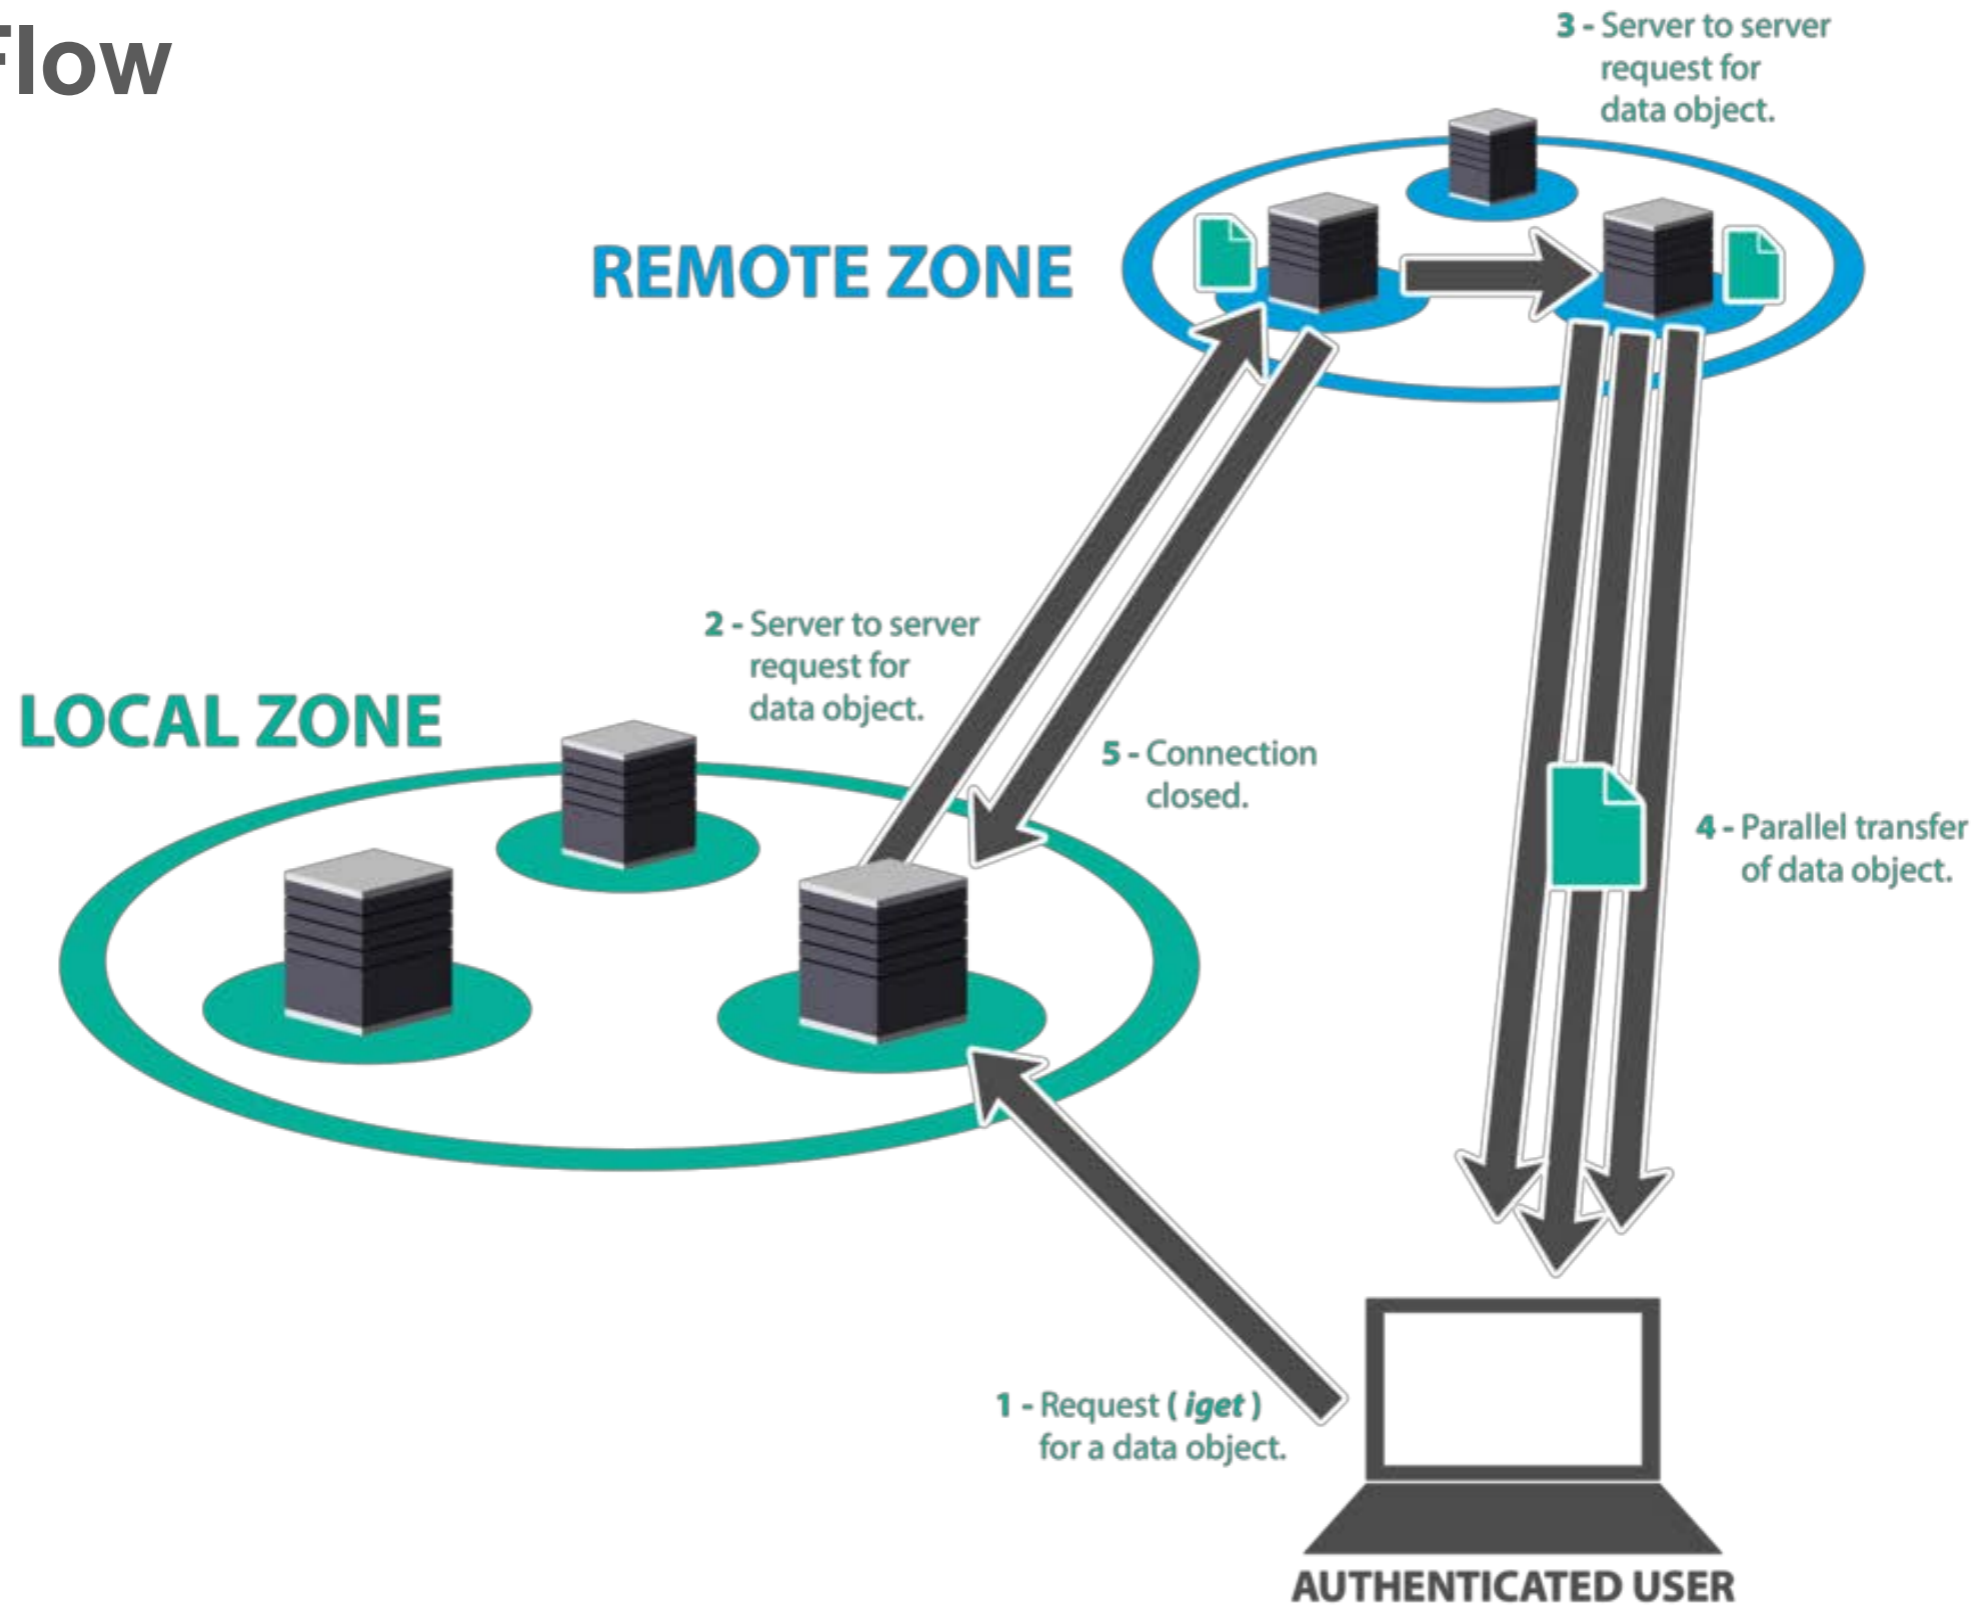 Flow
3 - Server to server
request for
data object.
REMOTE ZONE
2 - Server to server
request for
data object.
LOCAL ZONE
5 - Connection
closed.
4 - Parallel transfer
of data object.
1 - Request ( iget )
for a data object.
AUTHENTICATED USER